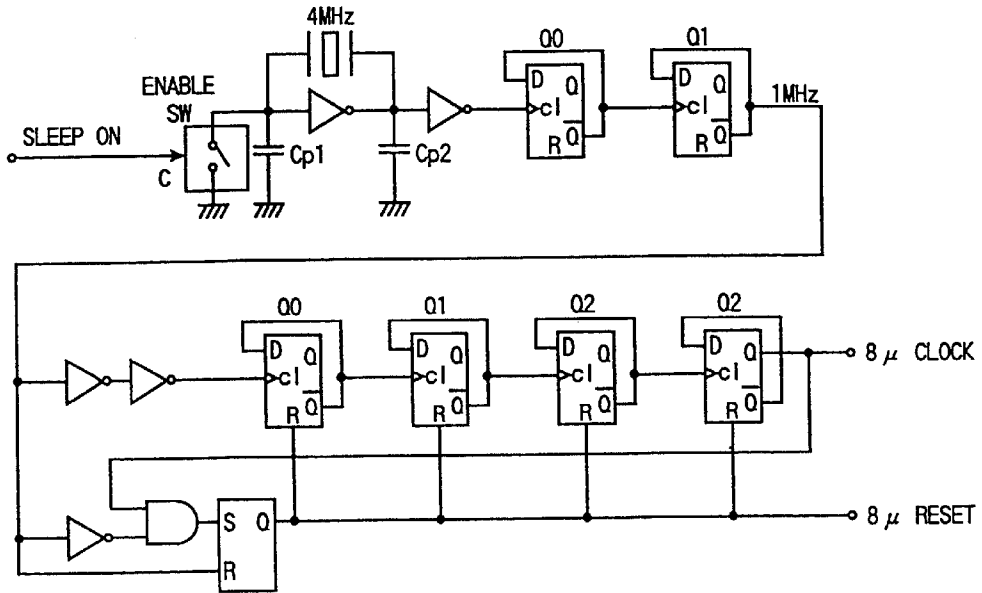 4MHz
Q0
Q1
ENABLE
SW
SLEEP ON
C
Cp1
Cp2
D Q
cl
Q̅
R
D Q
cl
Q̅
R
1MHz
Q0
Q1
Q2
Q2
D Q
cl
Q̅
R
D Q
cl
Q̅
R
D Q
cl
Q̅
R
D Q
cl
Q̅
R
8 μ CLOCK
S Q
R
8 μ RESET